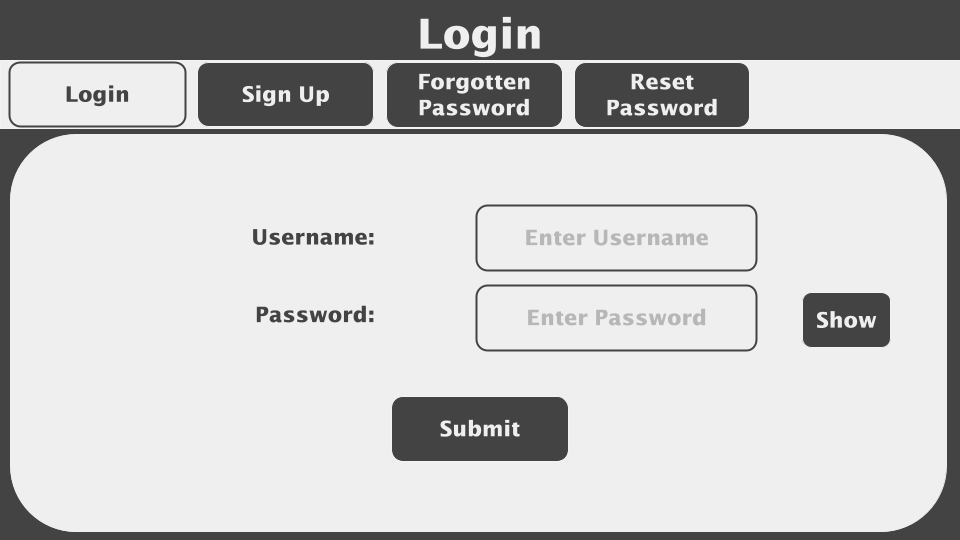 Login
Login
Sign Up
Forgotten
Password
Reset
Password
Username:
Enter Username
Password:
Enter Password
Show
Submit